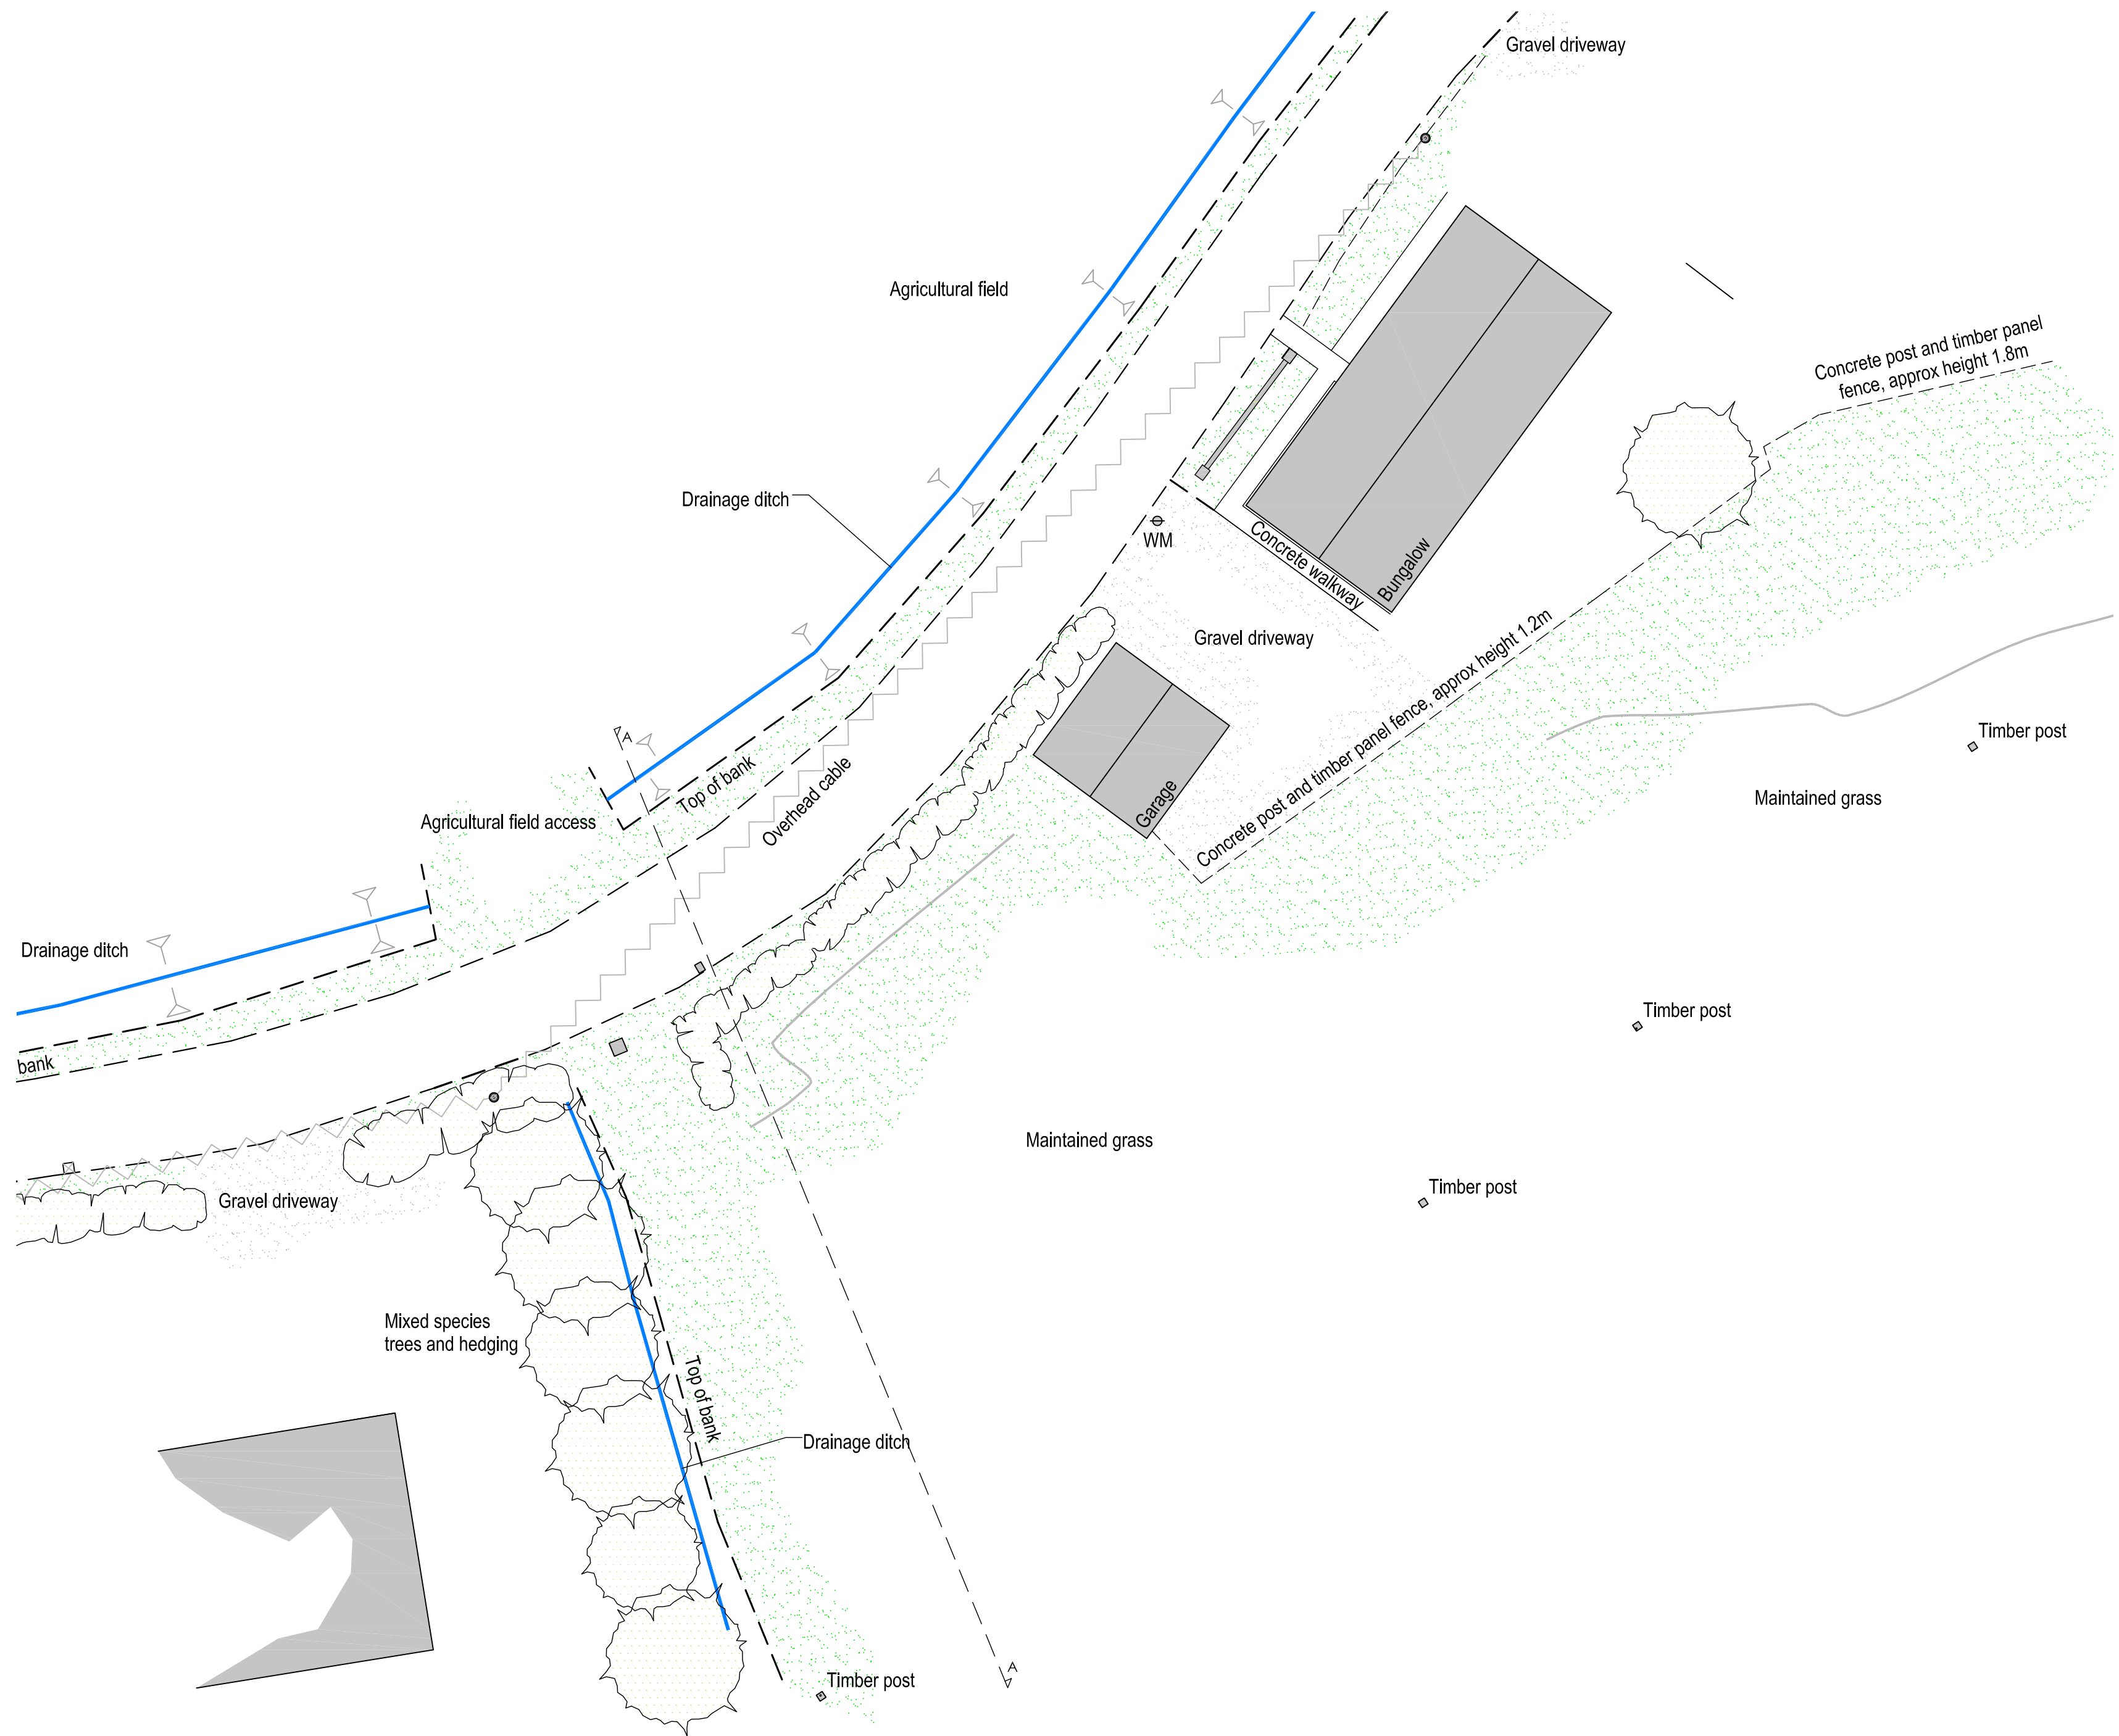 Gravel driveway
Agricultural field
Concrete post and timber panel
fence, approx height 1.8m
Drainage ditch
WM
Concrete walkway
Bungalow
Gravel driveway
Concrete post and timber panel fence, approx height 1.2m
Timber post
A
Top of bank
Overhead cable
Garage
Maintained grass
Agricultural field access
Drainage ditch
Timber post
bank
Maintained grass
Timber post
Gravel driveway
Mixed species
trees and hedging
Top of bank
Drainage ditch
A
Timber post